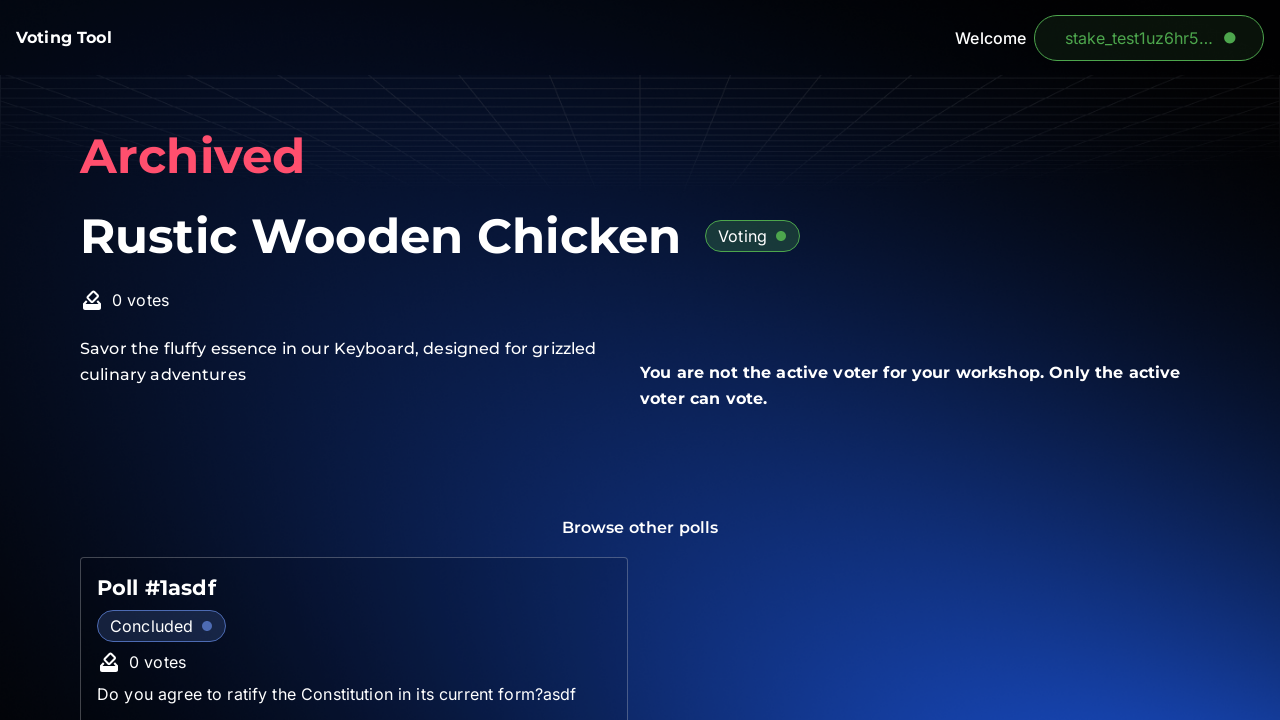 Voting Tool
Welcome
stake_test1uz6hr5...
Archived
Rustic Wooden Chicken
Voting
0 votes
Savor the fluffy essence in our Keyboard, designed for grizzled
culinary adventures
You are not the active voter for your workshop. Only the active
voter can vote.
Browse other polls
Poll #1asdf
Concluded
0 votes
Do you agree to ratify the Constitution in its current form?asdf